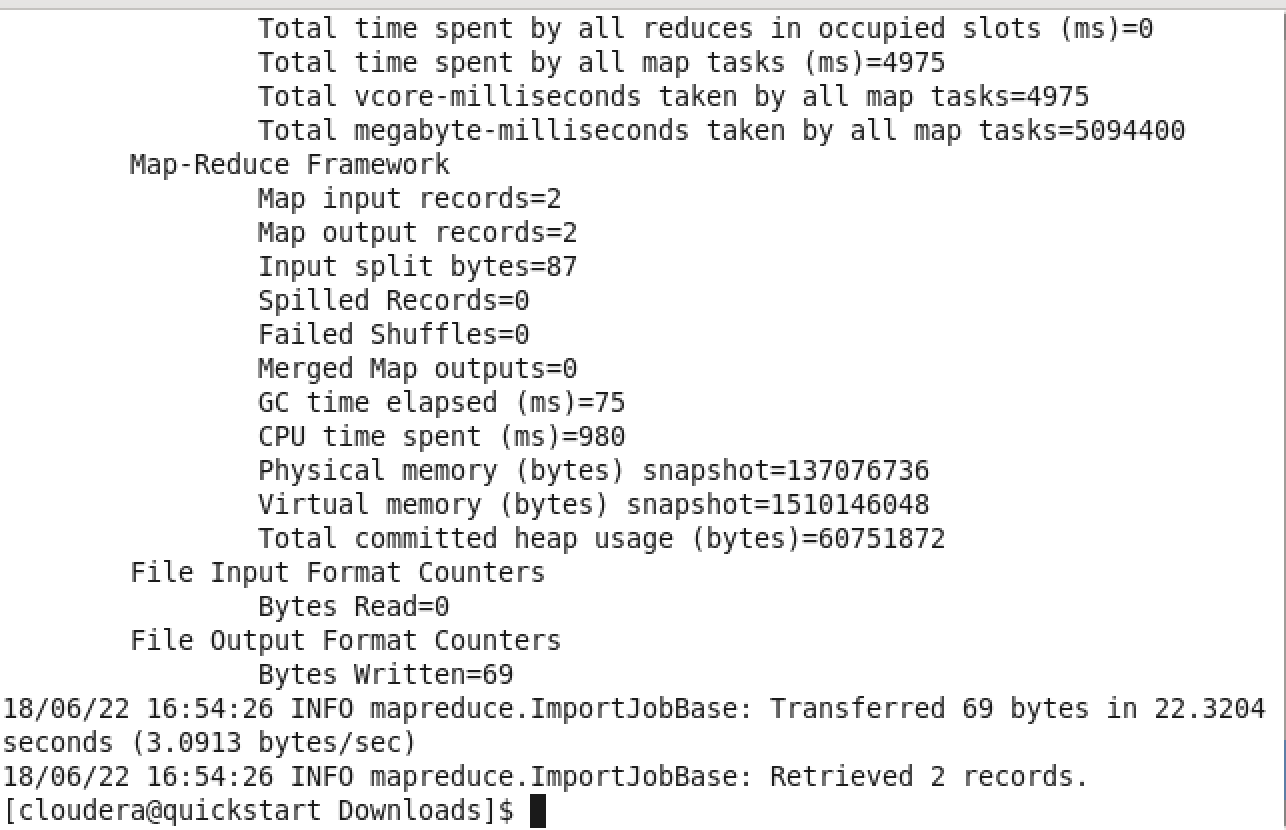 Total time spent by all reduces in occupied slots (ms)=0
Total time spent by all map tasks (ms)=4975
Total vcore-milliseconds taken by all map tasks=4975
Total megabyte-milliseconds taken by all map tasks=5094400
Map-Reduce Framework
Map input records=2
Map output records=2
Input split bytes=87
Spilled Records=0
Failed Shuffles=0
Merged Map outputs=0
GC time elapsed (ms)=75
CPU time spent (ms)=980
Physical memory (bytes) snapshot=137076736
Virtual memory (bytes) snapshot=1510146048
Total committed heap usage (bytes)=60751872
File Input Format Counters
Bytes Read=0
File Output Format Counters
Bytes Written=69
18/06/22 16:54:26 INFO mapreduce.ImportJobBase: Transferred 69 bytes in 22.3204
seconds (3.0913 bytes/sec)
18/06/22 16:54:26 INFO mapreduce.ImportJobBase: Retrieved 2 records.
[cloudera@quickstart Downloads]$